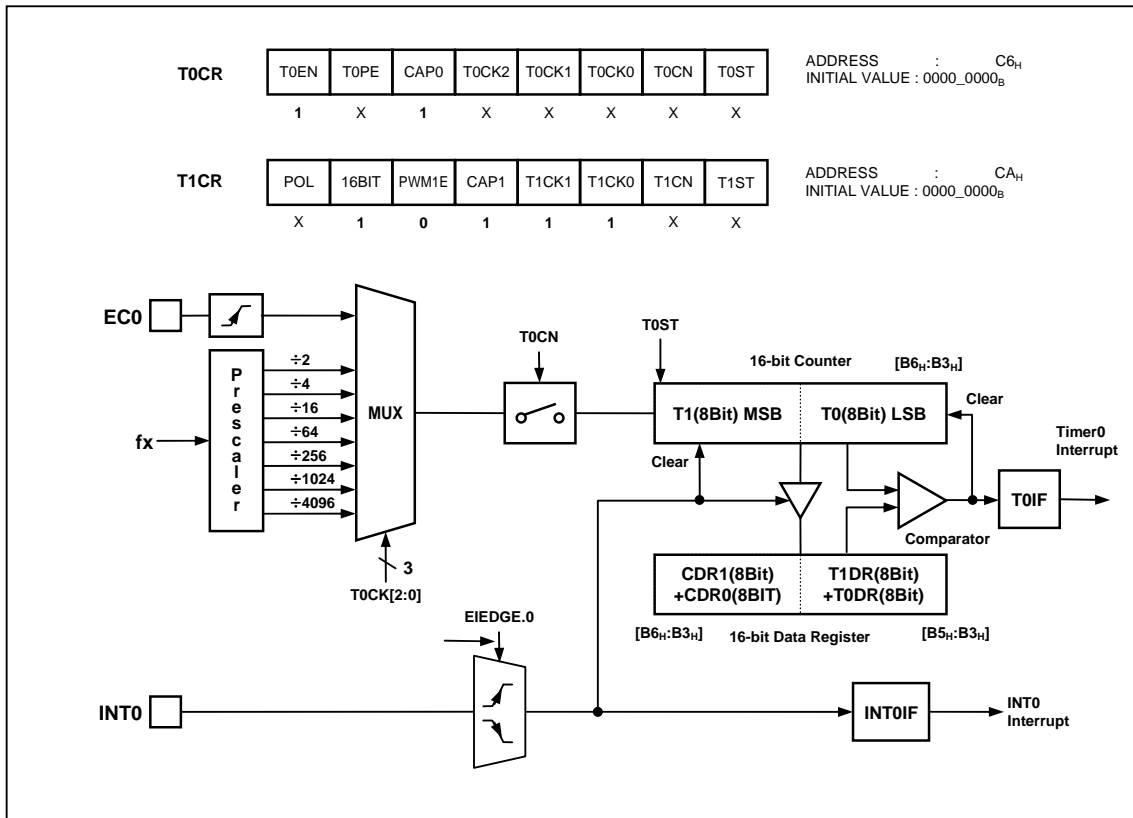 T0CR T0EN T0PE CAP0 T0CK2 T0CK1 T0CK0 T0CN T0ST
ADDRESS : C6H
INITIAL VALUE : 0000_0000B
1 X 1 X X X X X
T1CR POL 16BIT PWM1E CAP1 T1CK1 T1CK0 T1CN T1ST
ADDRESS : CAH
INITIAL VALUE : 0000_0000B
X 1 0 1 1 1 X X
EC0
Prescaler
fx
÷2
÷4
÷16
÷64
÷256
÷1024
÷4096
MUX
3
T0CK[2:0]
T0CN
T0ST
16-bit Counter
[B6H:B3H]
T1(8Bit) MSB
T0(8Bit) LSB
Clear
Clear
Comparator
T0IF
Timer0
Interrupt
CDR1(8Bit)
+CDR0(8BIT)
T1DR(8Bit)
+T0DR(8Bit)
[B6H:B3H]
16-bit Data Register
[B5H:B3H]
EIEDGE.0
INT0
INT0IF
INT0
Interrupt